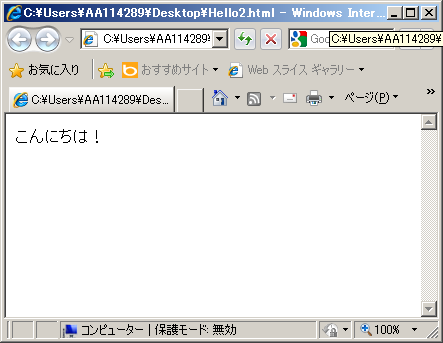 C:¥Users¥AA114289¥Desktop¥Hello2.html - Windows Inter...
C:¥Users¥AA114289¥
Goo
C:¥Users¥AA114289¥
お気に入り
おすすめサイト
Web スライス ギャラリー
C:¥Users¥AA114289¥Des...
ページ(P)
こんにちは！
コンピューター | 保護モード: 無効
100%